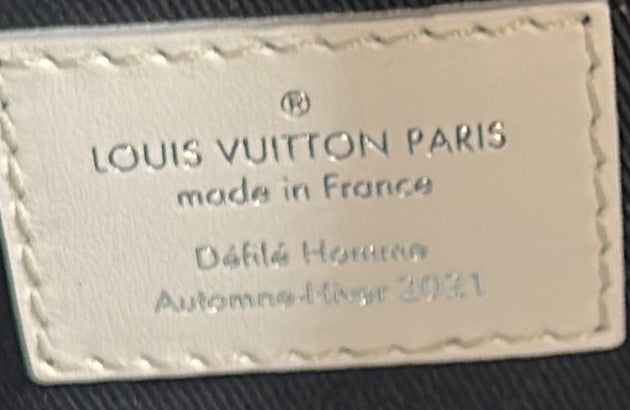 ®
LOUIS VUITTON PARIS
made in France
Défilé Homme
Automne-Hiver 2021